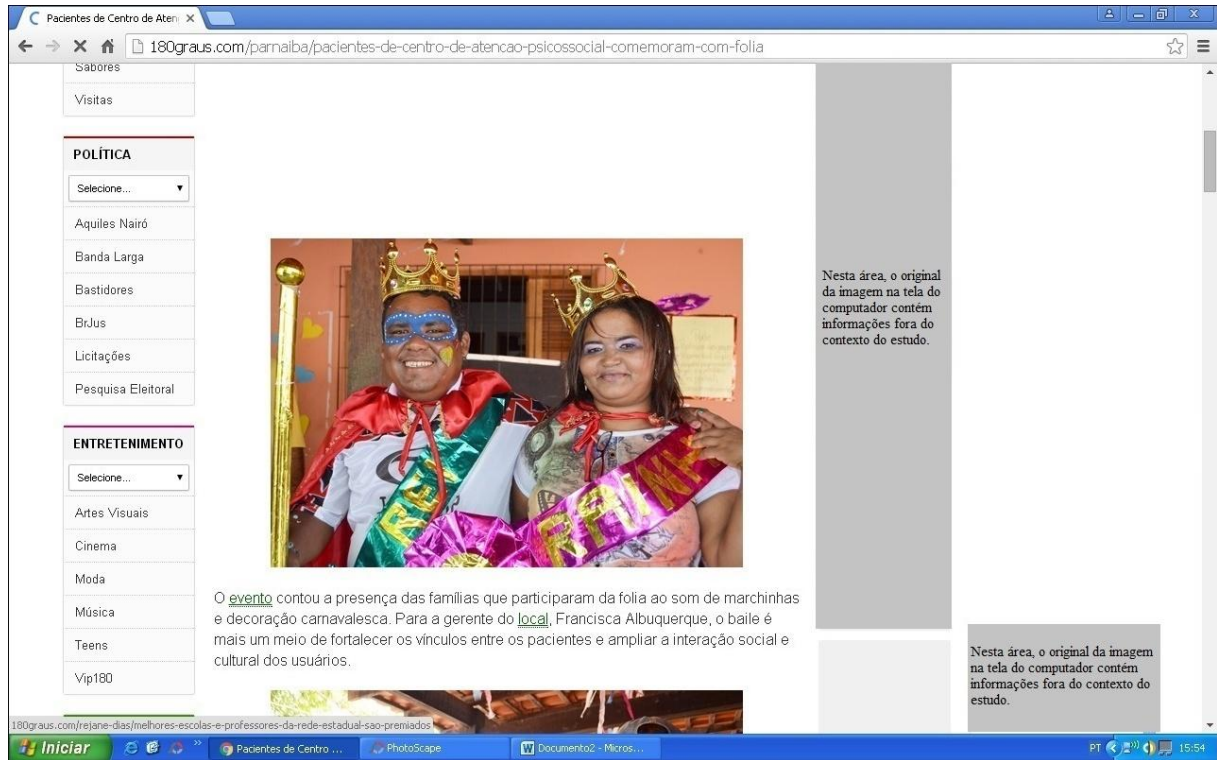 Pacientes de Centro de Aten
180graus.com/parnaiba/pacientes-de-centro-de-atencao-psicossocial-comemoram-com-folia
Sabores
Visitas
POLÍTICA
Selecione...
Aquiles Nairó
Banda Larga
Bastidores
BrJus
Licitações
Pesquisa Eleitoral
ENTRETENIMENTO
Selecione...
Artes Visuais
Cinema
Moda
Música
Teens
Vip180
RAINHA
O evento contou a presença das famílias que participaram da folia ao som de marchinhas
e decoração carnavalesca. Para a gerente do local, Francisca Albuquerque, o baile é
mais um meio de fortalecer os vínculos entre os pacientes e ampliar a interação social e
cultural dos usuários.
Nesta área, o original
da imagem na tela do
computador contém
informações fora do
contexto do estudo.
Nesta área, o original da imagem
na tela do computador contém
informações fora do contexto do
estudo.
180graus.com/rejane-dias/melhores-escolas-e-professores-da-rede-estadual-sao-premiados
Iniciar
Pacientes de Centro ...
PhotoScape
Documento2 - Micros...
PT
15:54